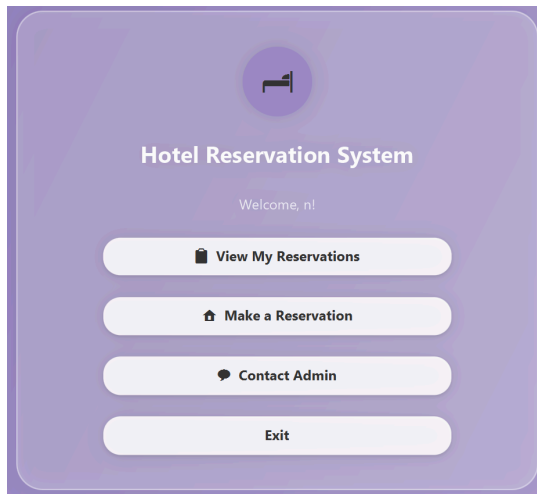 Hotel Reservation System
Welcome, n!
View My Reservations
Make a Reservation
Contact Admin
Exit